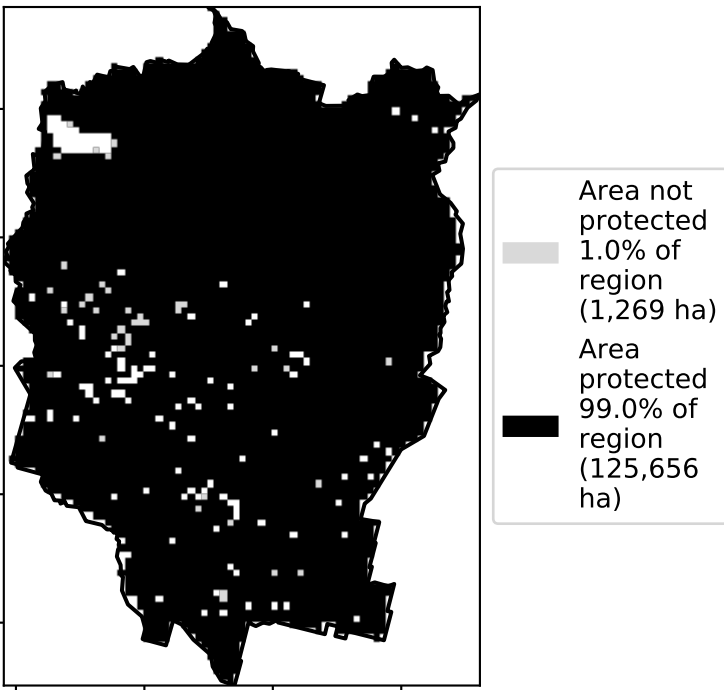 Area not
protected
1.0% of
region
(1,269 ha)
Area
protected
99.0% of
region
(125,656
ha)